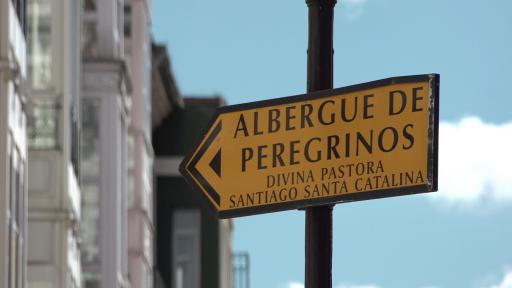 ALBERGUE DE
PEREGRINOS
DIVINA PASTORA
SANTIAGO SANTA CATALINA